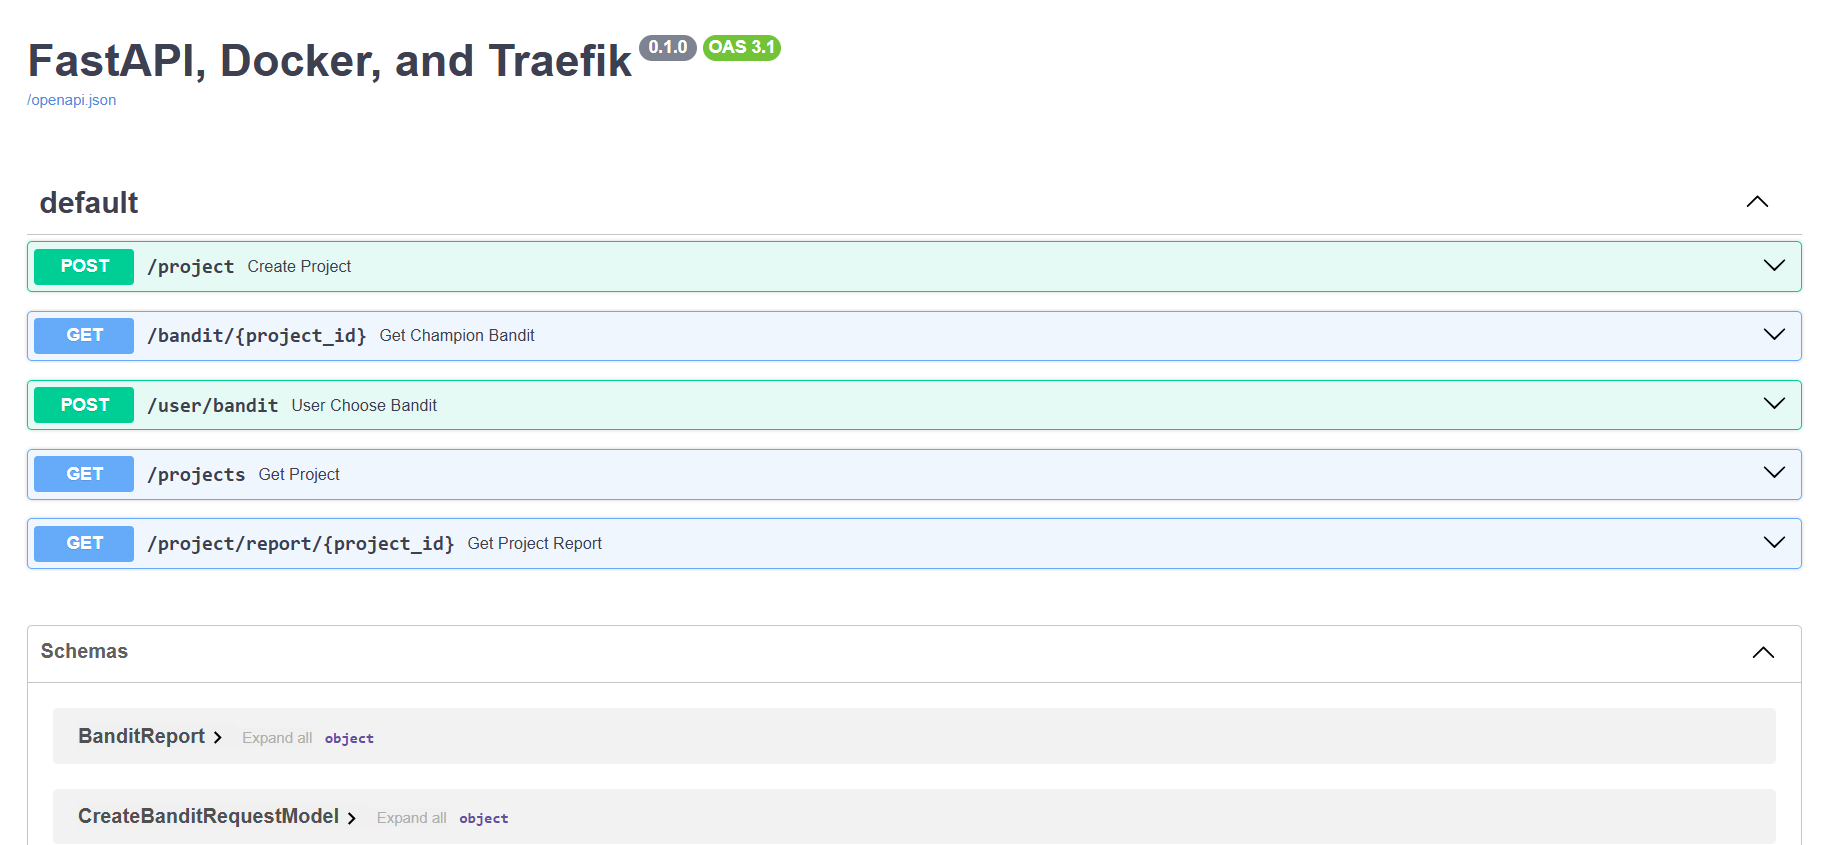 FastAPI, Docker, and Traefik 0.1.0 OAS 3.1
/openapi.json
default
POST /project Create Project
GET /bandit/{project_id} Get Champion Bandit
POST /user/bandit User Choose Bandit
GET /projects Get Project
GET /project/report/{project_id} Get Project Report
Schemas
BanditReport Expand all object
CreateBanditRequestModel Expand all object